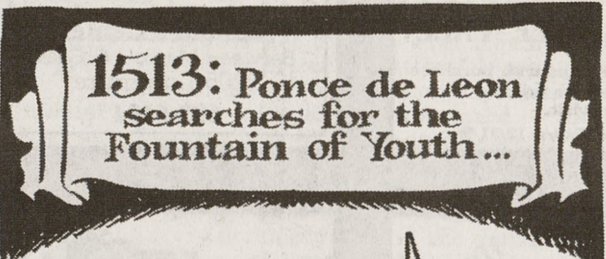 1513: Ponce de Leon
searches for the
Fountain of Youth...